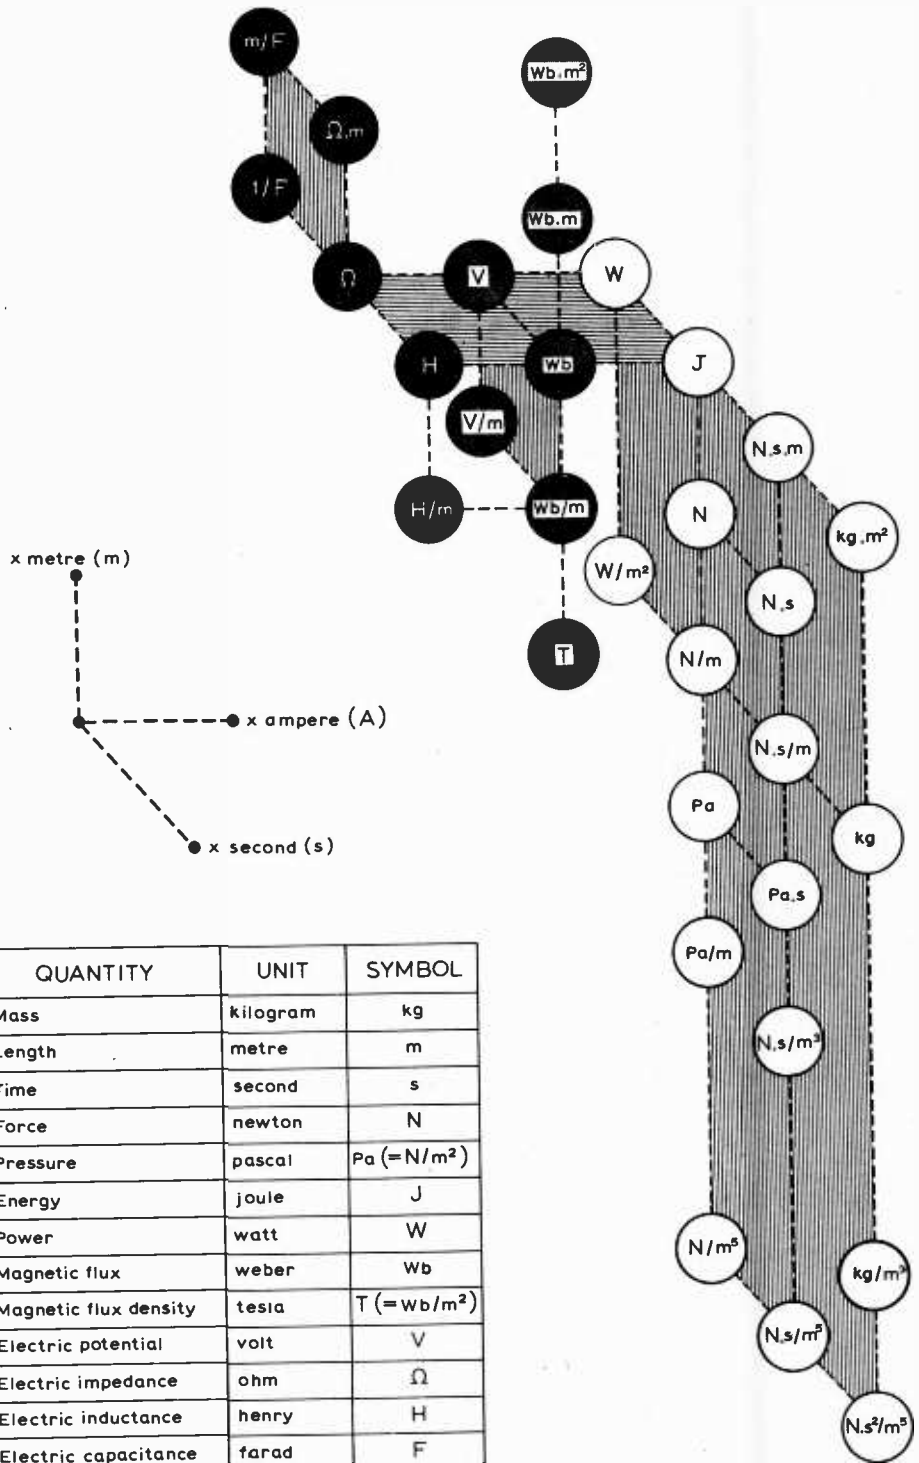 m/F
Wb.m²
Ω.m
1/F
Wb.m
Ω
V
W
H
Wb
J
V/m
N.s.m
H/m
Wb/m
N
kg.m²
x metre (m)
W/m²
N.s
T
N/m
x ampere (A)
N.s/m
Pa
kg
x second (s)
Pa.s
Pa/m
N.s/m³
N/m⁵
kg/m³
N.s/m⁵
N.s²/m⁵
QUANTITY UNIT SYMBOL
Mass kilogram kg
Length metre m
Time second s
Force newton N
Pressure pascal Pa (=N/m²)
Energy joule J
Power watt W
Magnetic flux weber Wb
Magnetic flux density tesla T (=Wb/m²)
Electric potential volt V
Electric impedance ohm Ω
Electric inductance henry H
Electric capacitance farad F